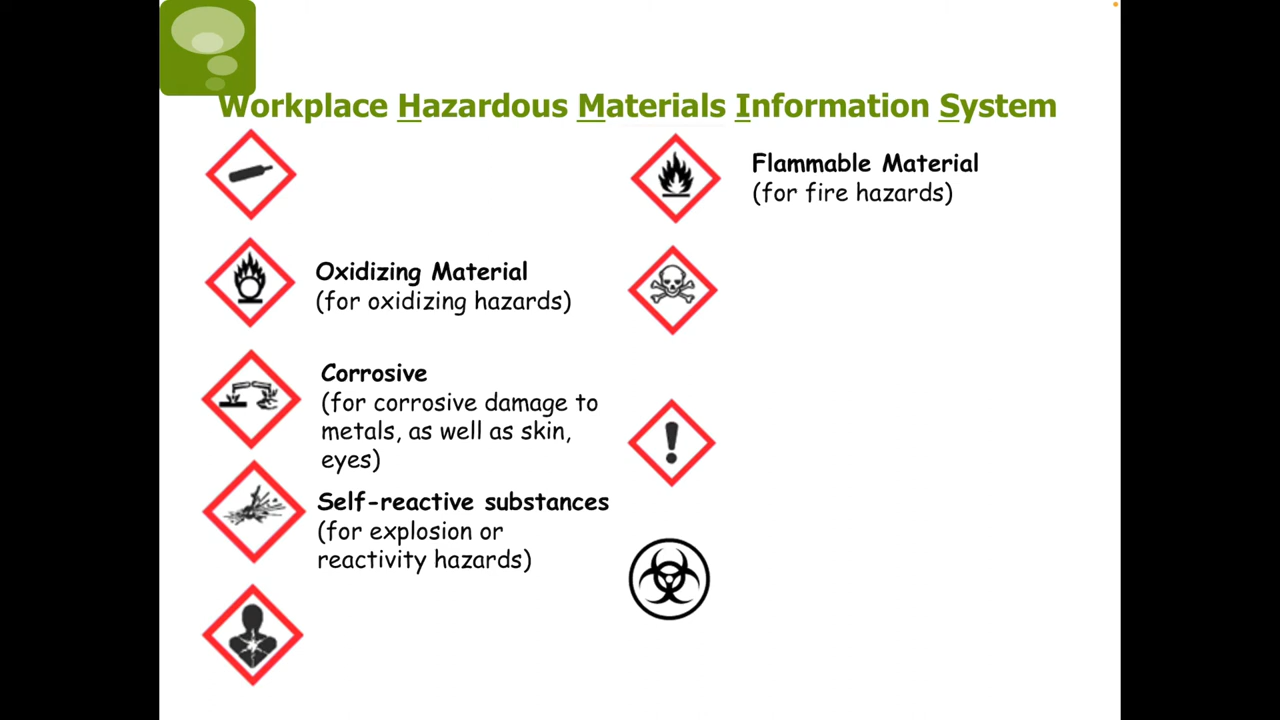 Workplace Hazardous Materials Information System
Flammable Material
(for fire hazards)
Oxidizing Material
(for oxidizing hazards)
Corrosive
(for corrosive damage to
metals, as well as skin,
eyes)
Self-reactive substances
(for explosion or
reactivity hazards)